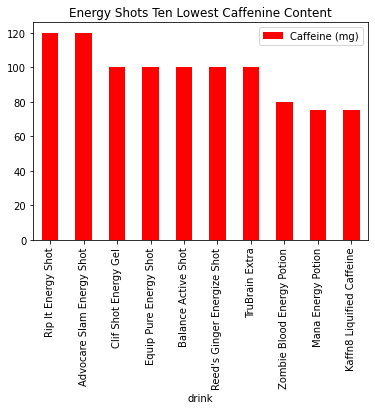 Energy Shots Ten Lowest Caffenine Content
Caffeine (mg)
120
100
80
60
40
20
0
Rip It Energy Shot
Advocare Slam Energy Shot
Clif Shot Energy Gel
Equip Pure Energy Shot
Balance Active Shot
Reed's Ginger Energize Shot
TruBrain Extra
Zombie Blood Energy Potion
Mana Energy Potion
Kaffn8 Liquified Caffeine
drink